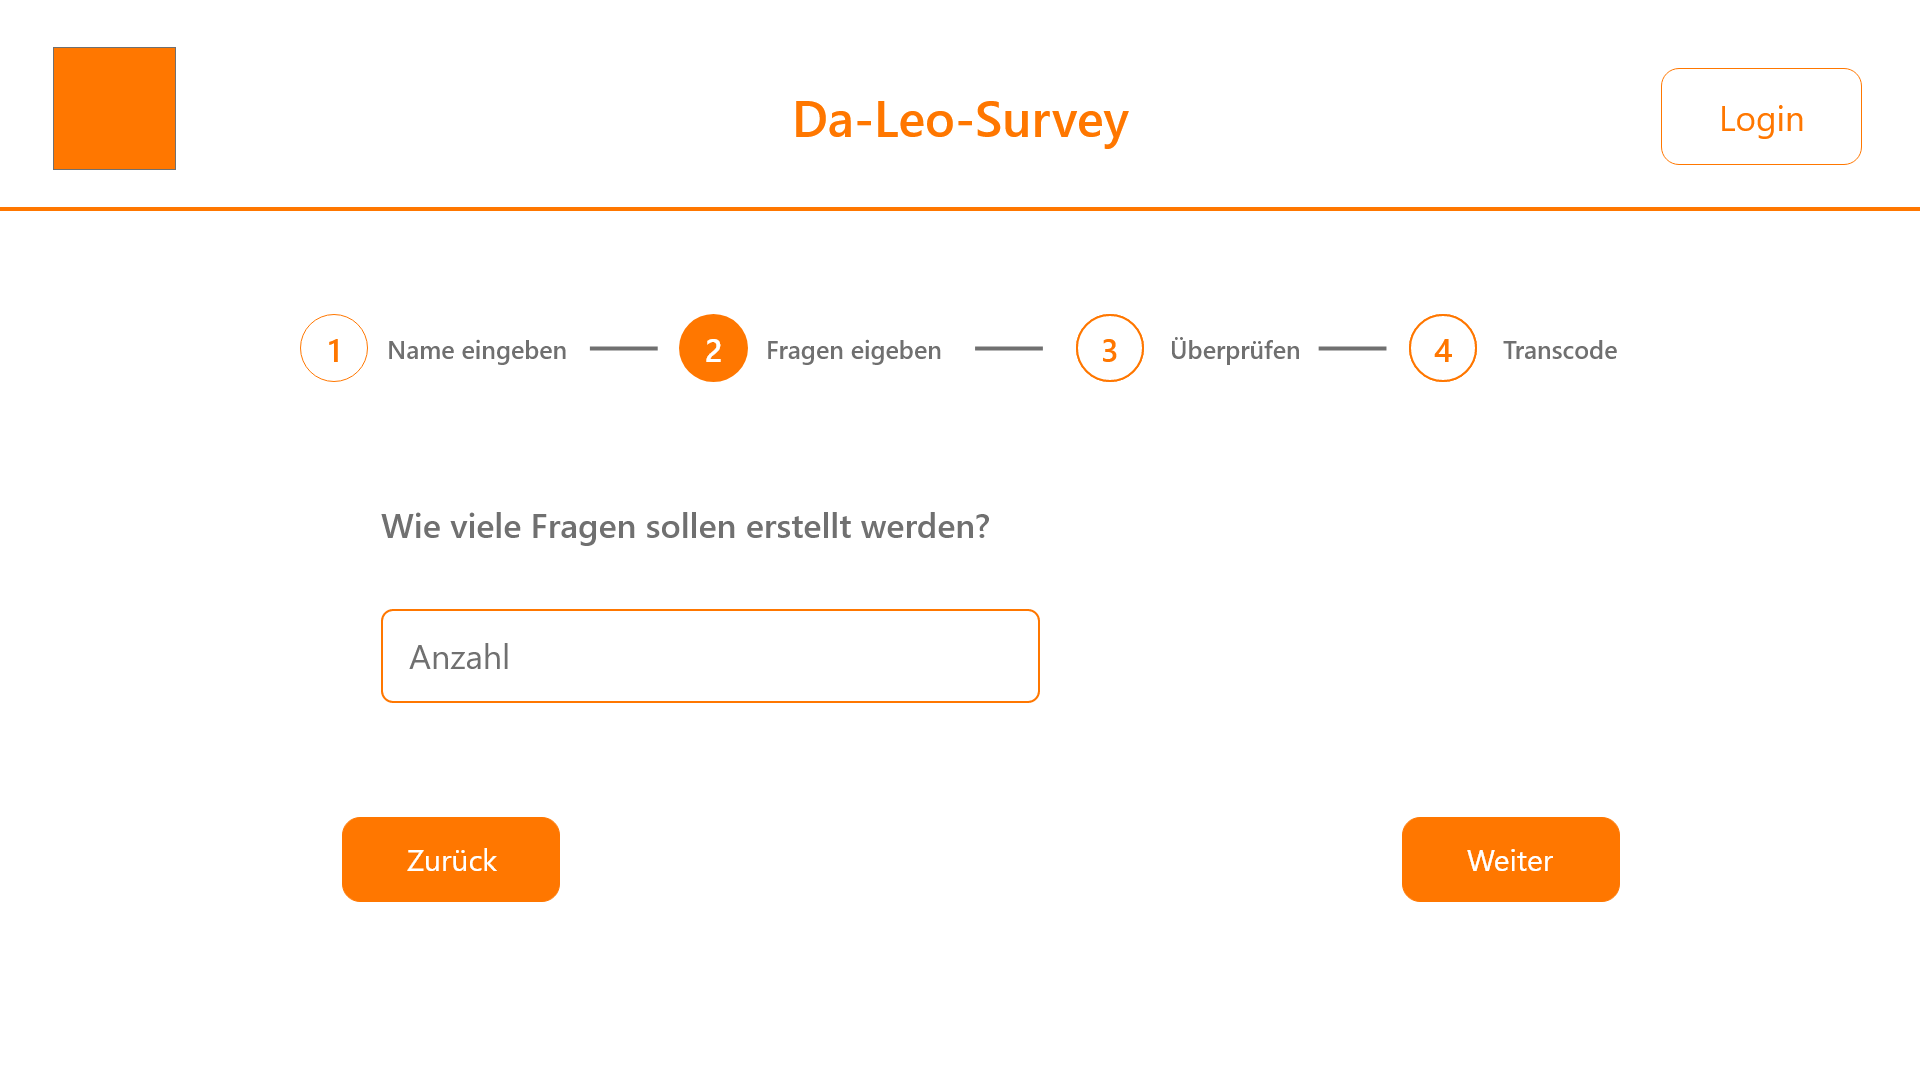 Da-Leo-Survey
Login
1 Name eingeben 2 Fragen eigeben 3 Überprüfen 4 Transcode
Wie viele Fragen sollen erstellt werden?
Anzahl
Zurück Weiter